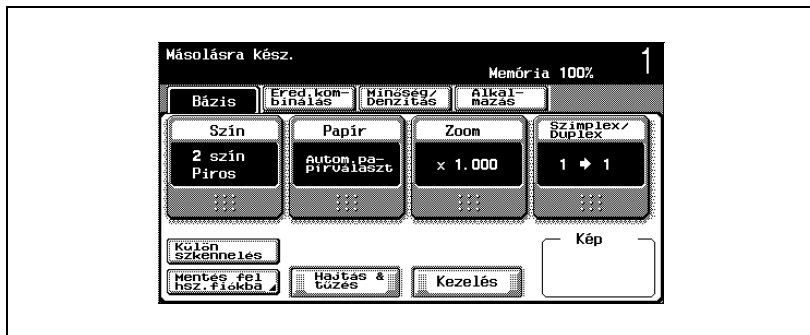 Másolásra kész.
Memória 100%
1
Bázis
Ered.kom-
binálás
Minőség/
Denzitás
Alkal-
mazás
Szín
Papír
Zoom
Szimplex/
Duplex
2 szín
Piros
Autom.pa-
pírválaszt
x 1.000
1 ➔ 1
Külön
szkennelés
Kép
Mentés fel
hsz.fiókba
Hajtás &
tűzés
Kezelés